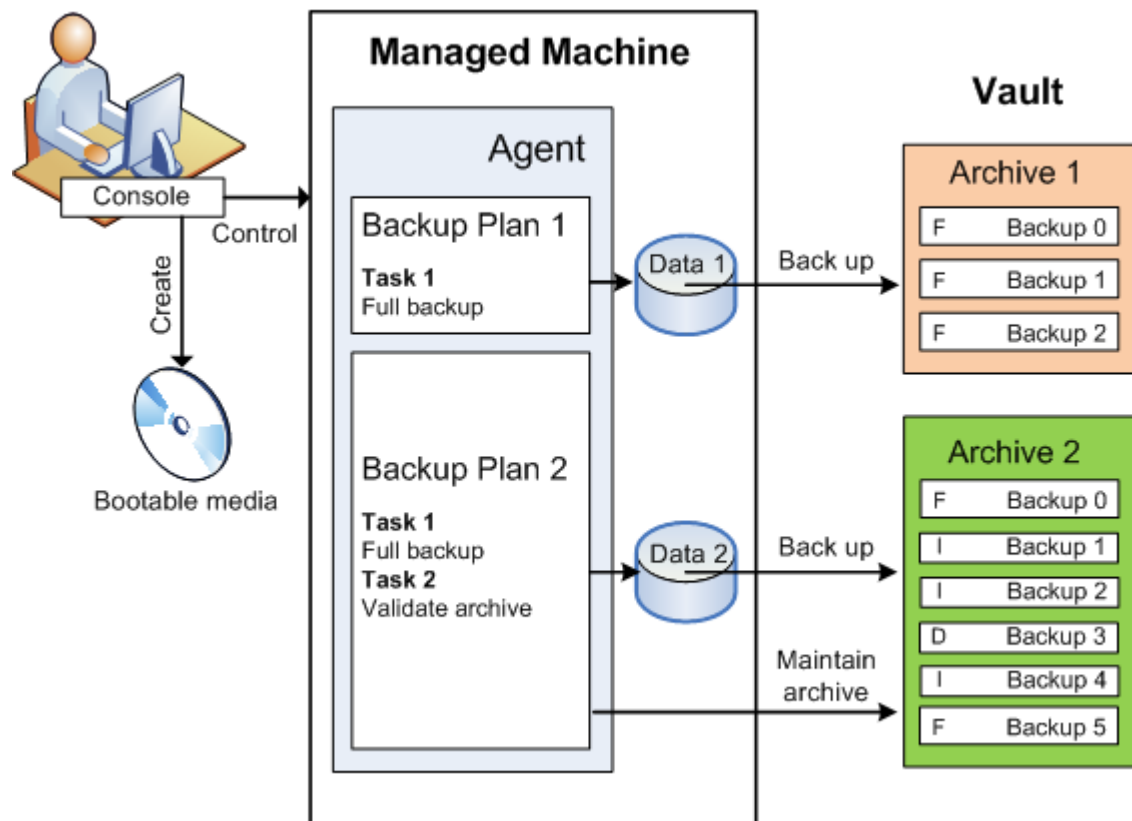 Managed Machine
Vault
Agent
Console
Control
Create
Bootable media
Backup Plan 1
Task 1
Full backup
Data 1
Back up
Archive 1
F Backup 0
F Backup 1
F Backup 2
Backup Plan 2
Task 1
Full backup
Task 2
Validate archive
Data 2
Back up
Maintain
archive
Archive 2
F Backup 0
I Backup 1
I Backup 2
D Backup 3
I Backup 4
F Backup 5